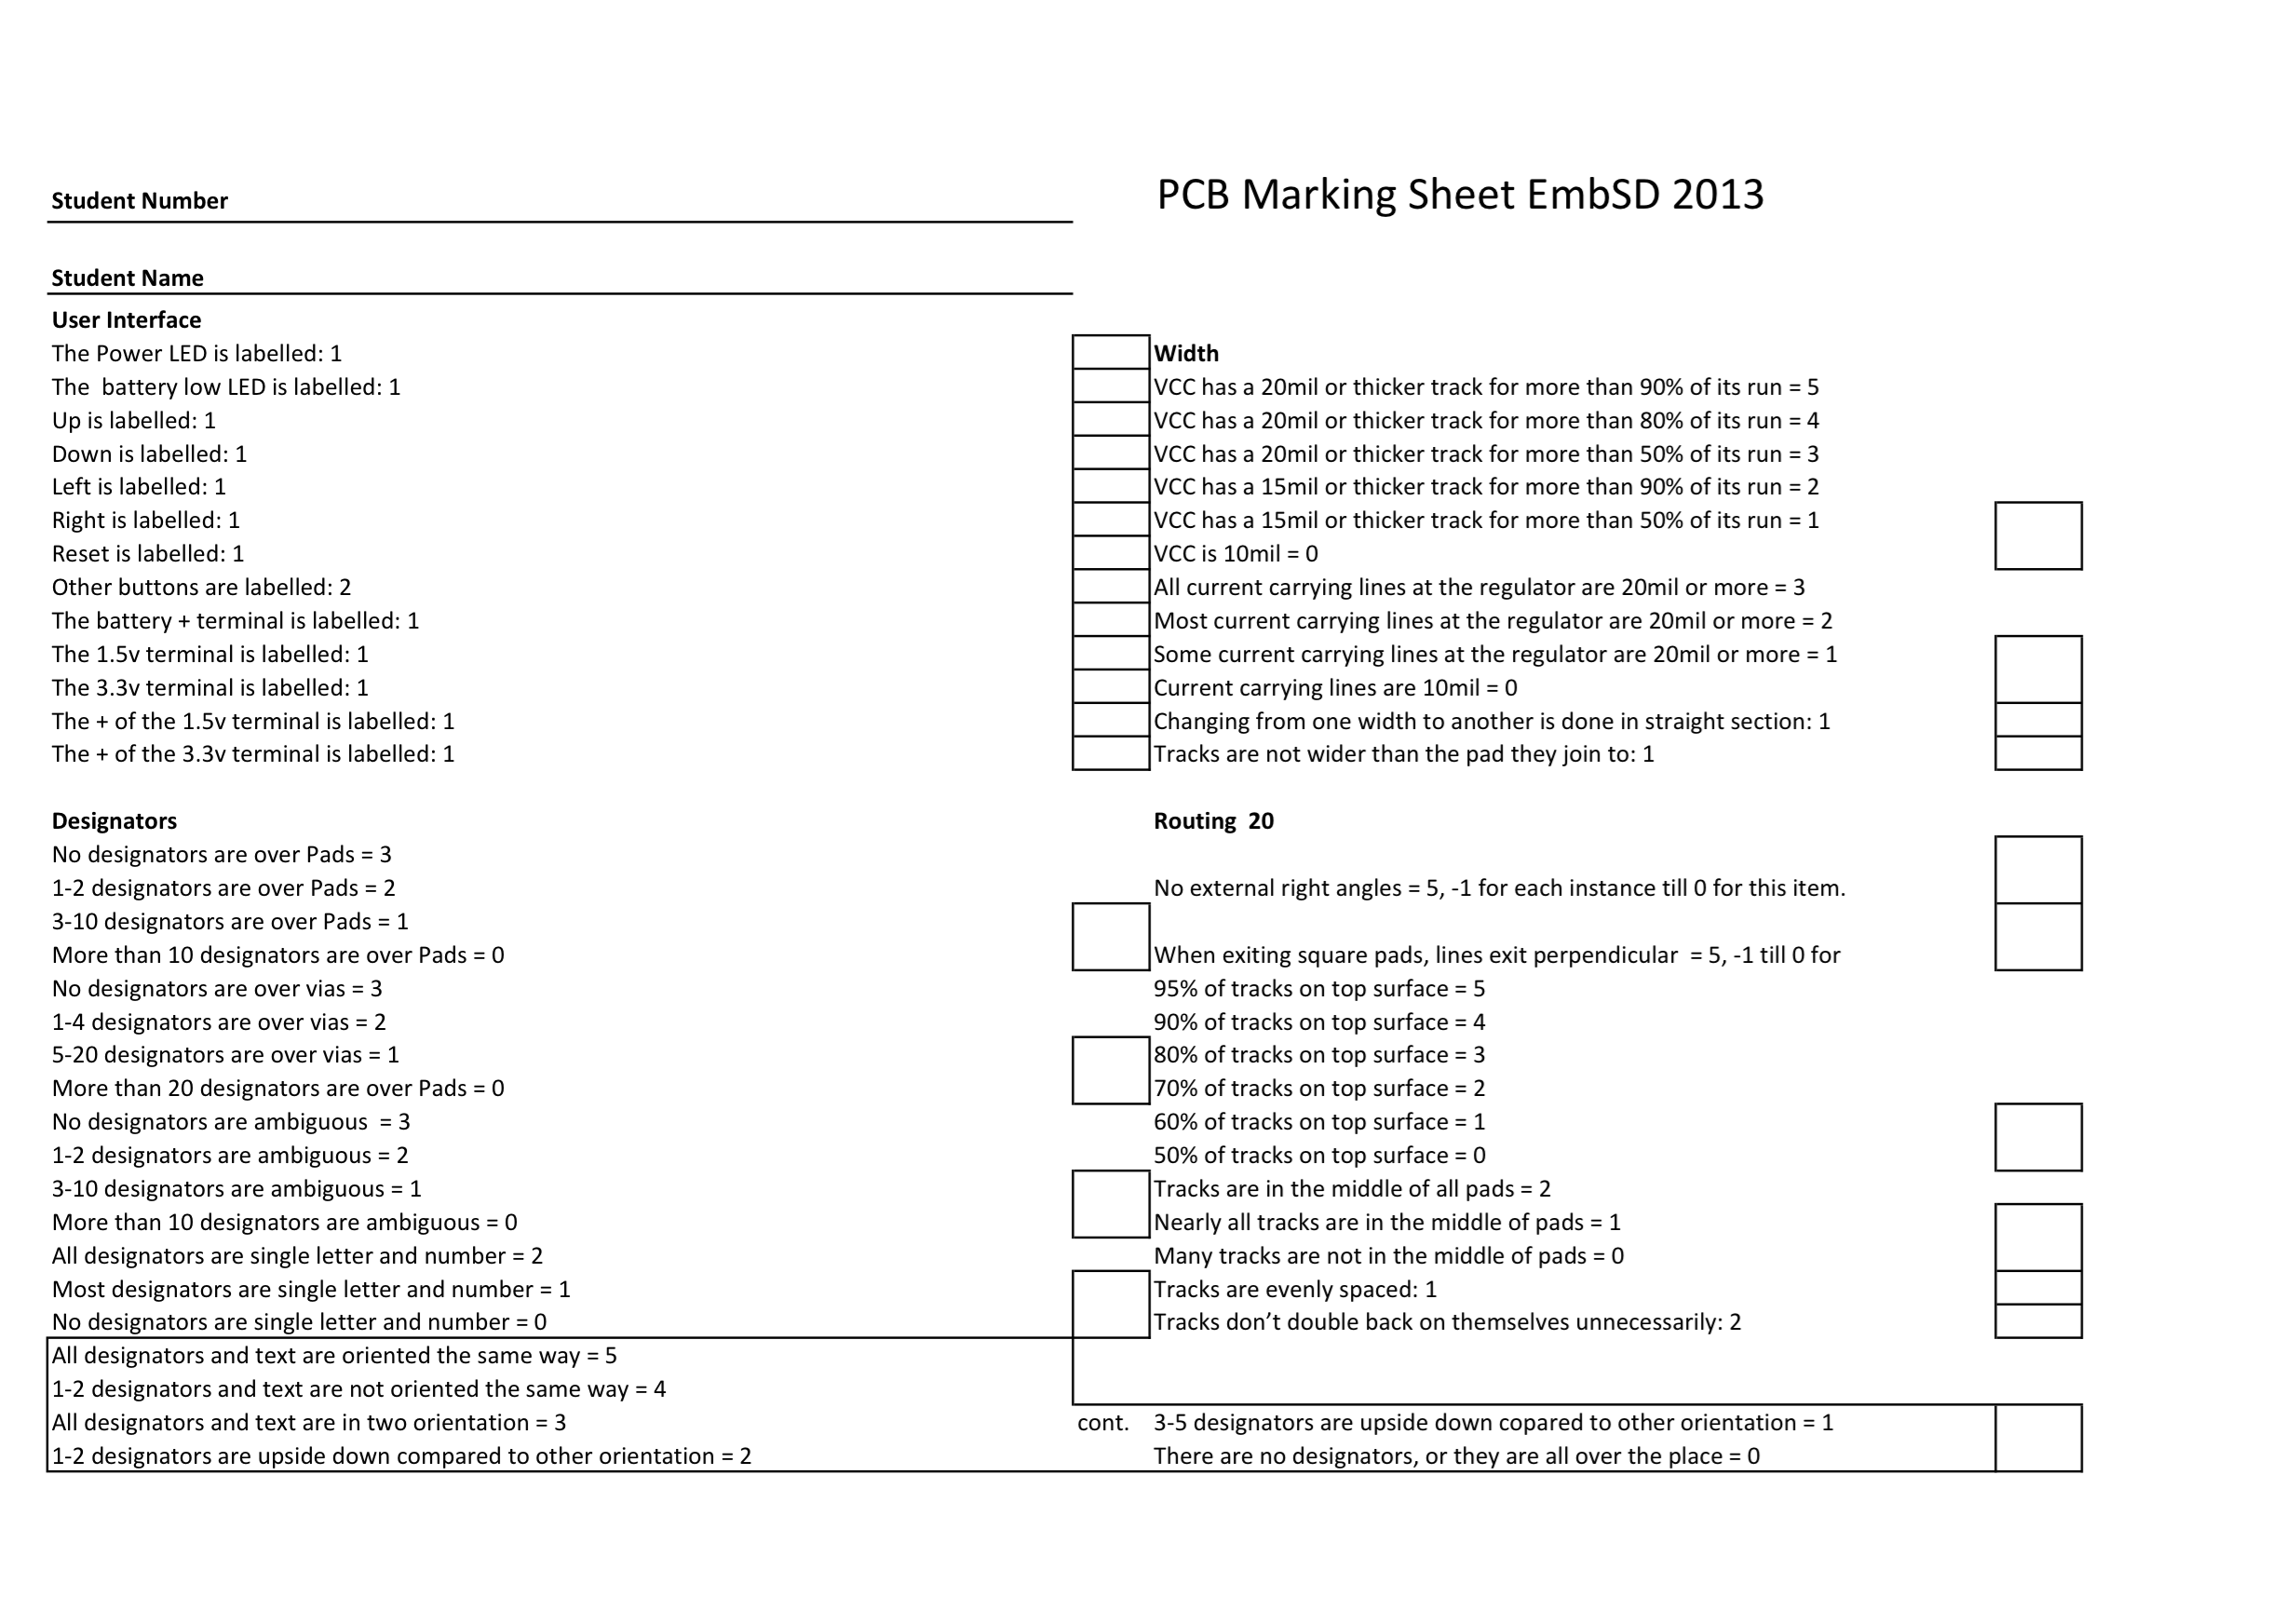 Student Number
PCB Marking Sheet EmbSD 2013
Student Name
User Interface
The Power LED is labelled: 1
The  battery low LED is labelled: 1
Up is labelled: 1
Down is labelled: 1
Left is labelled: 1
Right is labelled: 1
Reset is labelled: 1
Other buttons are labelled: 2
The battery + terminal is labelled: 1
The 1.5v terminal is labelled: 1
The 3.3v terminal is labelled: 1
The + of the 1.5v terminal is labelled: 1
The + of the 3.3v terminal is labelled: 1
Width
VCC has a 20mil or thicker track for more than 90% of its run = 5
VCC has a 20mil or thicker track for more than 80% of its run = 4
VCC has a 20mil or thicker track for more than 50% of its run = 3
VCC has a 15mil or thicker track for more than 90% of its run = 2
VCC has a 15mil or thicker track for more than 50% of its run = 1
VCC is 10mil = 0
All current carrying lines at the regulator are 20mil or more = 3
Most current carrying lines at the regulator are 20mil or more = 2
Some current carrying lines at the regulator are 20mil or more = 1
Current carrying lines are 10mil = 0
Changing from one width to another is done in straight section: 1
Tracks are not wider than the pad they join to: 1
Designators
No designators are over Pads = 3
1-2 designators are over Pads = 2
3-10 designators are over Pads = 1
More than 10 designators are over Pads = 0
No designators are over vias = 3
1-4 designators are over vias = 2
5-20 designators are over vias = 1
More than 20 designators are over Pads = 0
No designators are ambiguous  = 3
1-2 designators are ambiguous = 2
3-10 designators are ambiguous = 1
More than 10 designators are ambiguous = 0
All designators are single letter and number = 2
Most designators are single letter and number = 1
No designators are single letter and number = 0
Routing  20
No external right angles = 5, -1 for each instance till 0 for this item.
When exiting square pads, lines exit perpendicular  = 5, -1 till 0 for
95% of tracks on top surface = 5
90% of tracks on top surface = 4
80% of tracks on top surface = 3
70% of tracks on top surface = 2
60% of tracks on top surface = 1
50% of tracks on top surface = 0
Tracks are in the middle of all pads = 2
Nearly all tracks are in the middle of pads = 1
Many tracks are not in the middle of pads = 0
Tracks are evenly spaced: 1
Tracks don’t double back on themselves unnecessarily: 2
All designators and text are oriented the same way = 5
1-2 designators and text are not oriented the same way = 4
All designators and text are in two orientation = 3
1-2 designators are upside down compared to other orientation = 2
cont. 3-5 designators are upside down copared to other orientation = 1
There are no designators, or they are all over the place = 0